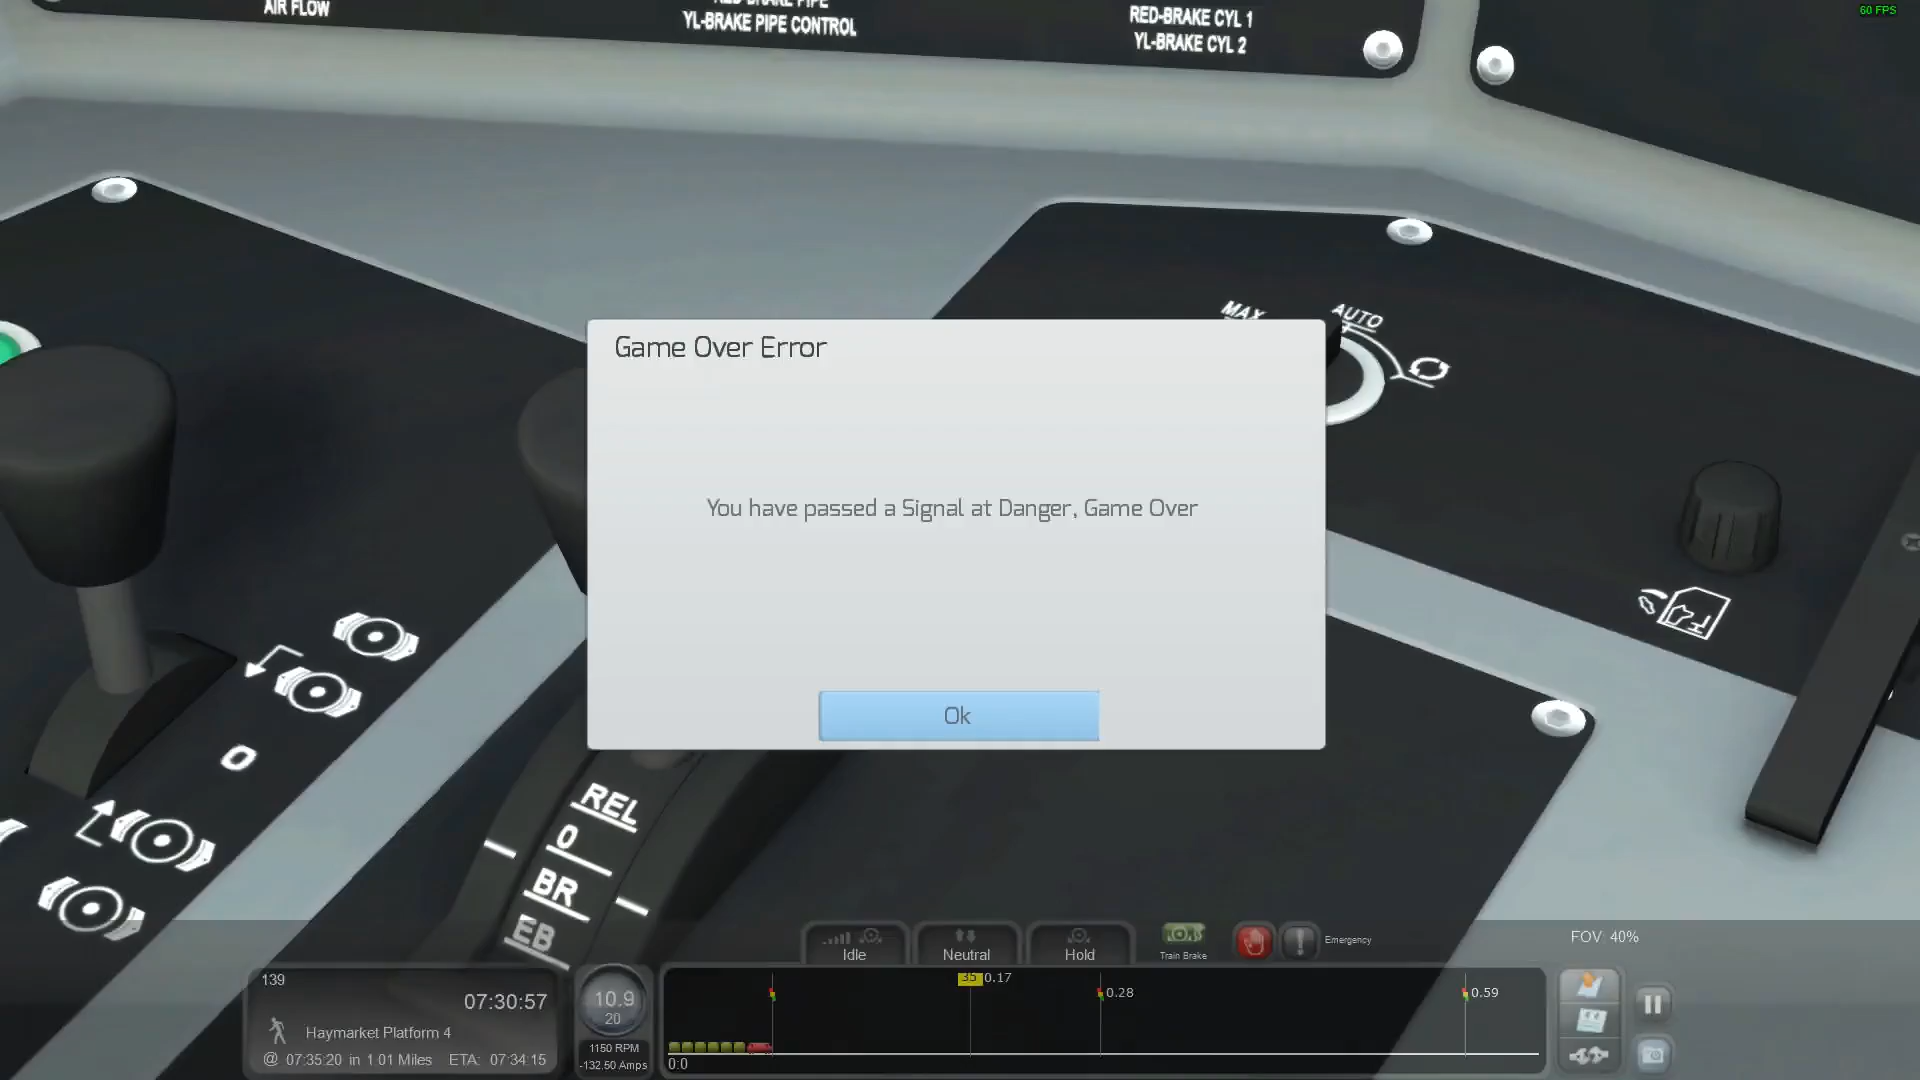 60 FPS
AIR FLOW
RED-BRAKE PIPE
YL-BRAKE PIPE CONTROL
RED-BRAKE CYL 1
YL-BRAKE CYL 2
MAX
AUTO
Game Over Error
You have passed a Signal at Danger, Game Over
Ok
0
REL
0
BR
EB
Idle
Neutral
Hold
Train Brake
Emergency
FOV: 40%
139
07:30:57
Haymarket Platform 4
@ 07:35:20 in 1.01 Miles ETA: 07:34:15
10.9
20
1150 RPM
-132.50 Amps
35 0.17
0.28
0.59
0:0